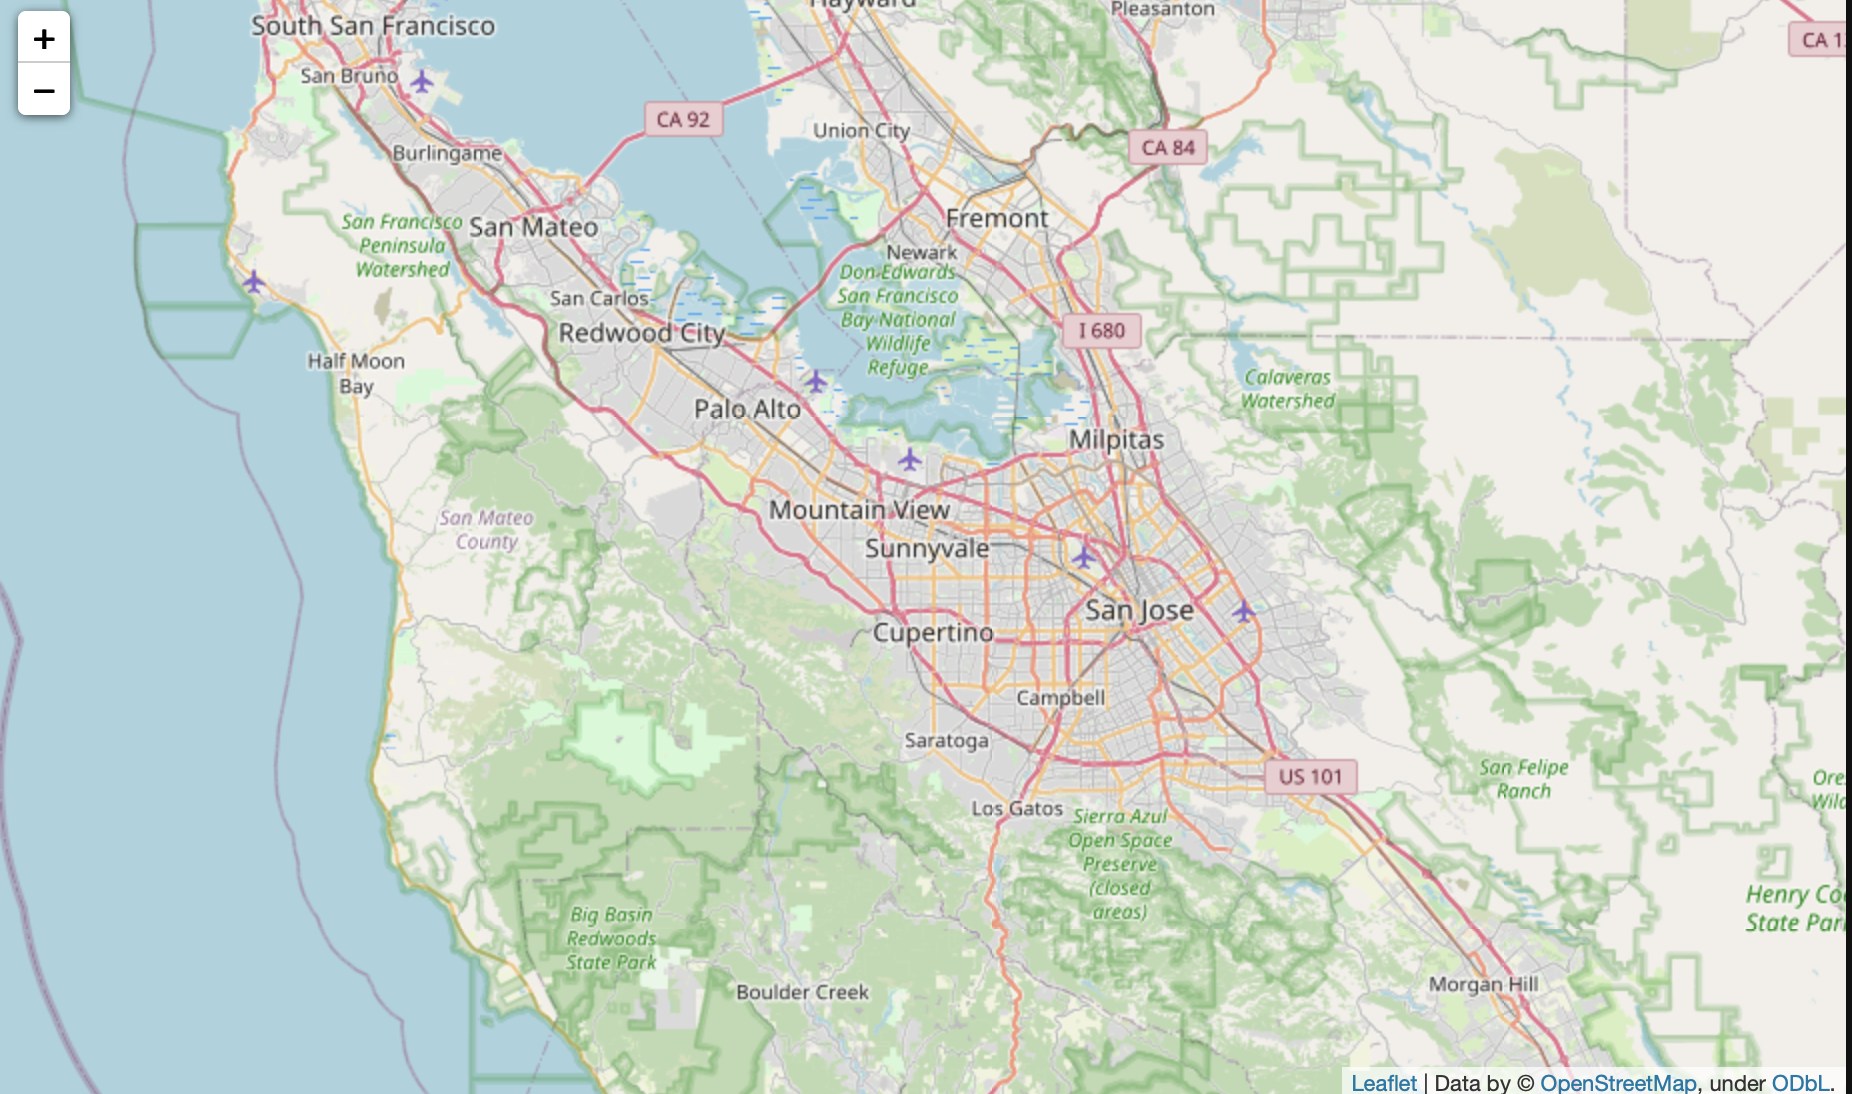 +
−
South San Francisco
Hayward
Pleasanton
San Bruno
CA 92
CA 1
Union City
CA 84
Burlingame
San Francisco
Peninsula
Watershed
San Mateo
Fremont
Newark
Don Edwards
San Francisco
Bay National
Wildlife
Refuge
San Carlos
Redwood City
I 680
Half Moon
Bay
Calaveras
Watershed
Palo Alto
Milpitas
San Mateo
County
Mountain View
Sunnyvale
San Jose
Cupertino
Campbell
Saratoga
US 101
San Felipe
Ranch
Ore
Wild
Los Gatos
Sierra Azul
Open Space
Preserve
(closed
areas)
Henry Co
State Par
Big Basin
Redwoods
State Park
Boulder Creek
Morgan Hill
Leaflet | Data by © OpenStreetMap, under ODbL.